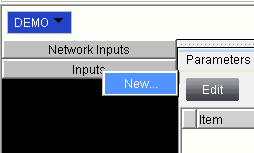 DEMO
Network Inputs
Inputs
New...
Parameters
Edit
Item